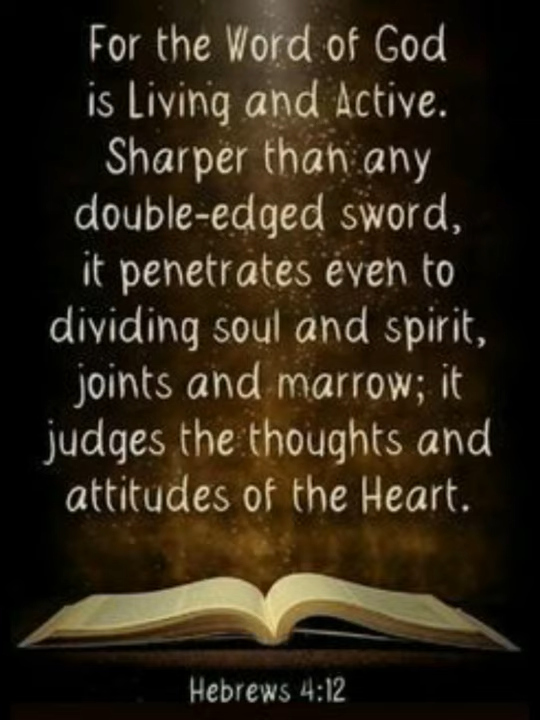 For the Word of God
is Living and Active.
Sharper than any
double-edged sword,
it penetrates even to
dividing soul and spirit,
joints and marrow; it
judges the thoughts and
attitudes of the Heart.
Hebrews 4:12